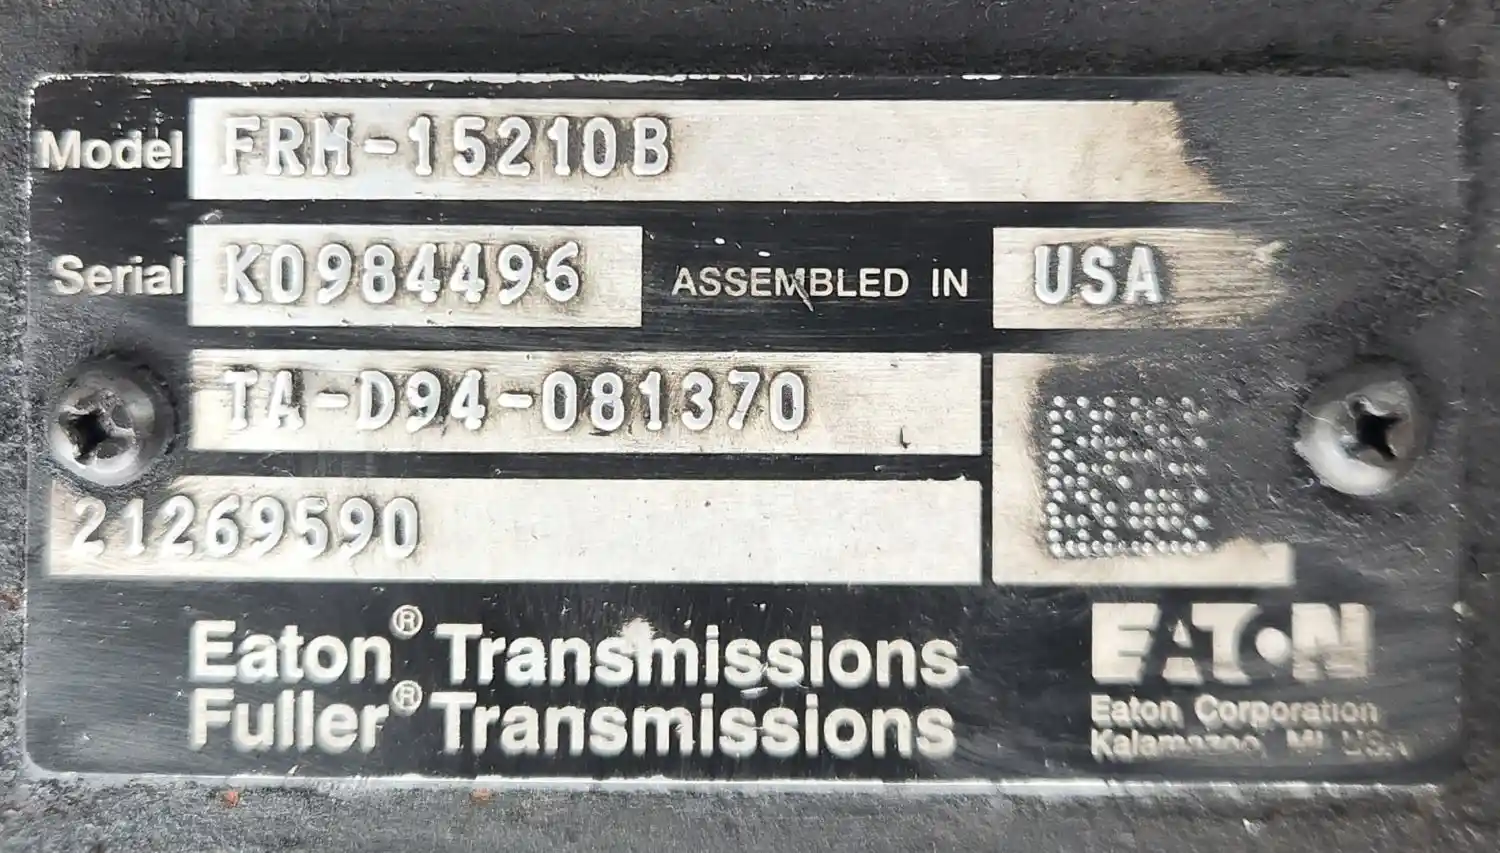 Model FRM-15210B
Serial K0984496 ASSEMBLED IN USA
TA-D94-081370
21269590
Eaton® Transmissions
Fuller® Transmissions
EATON
Eaton Corporation
Kalamazoo, MI USA